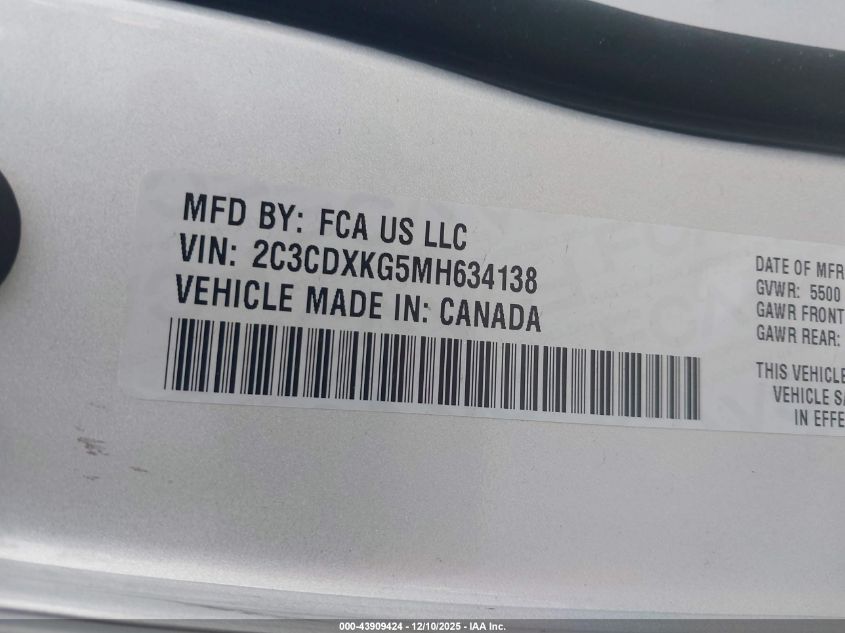 MFD BY: FCA US LLC
VIN: 2C3CDXKG5MH634138
VEHICLE MADE IN: CANADA
DATE OF MFR
GVWR: 5500
GAWR FRONT
GAWR REAR:
THIS VEHICLE
VEHICLE SA
IN EFFE
000-43909424 - 12/10/2025 - IAA Inc.